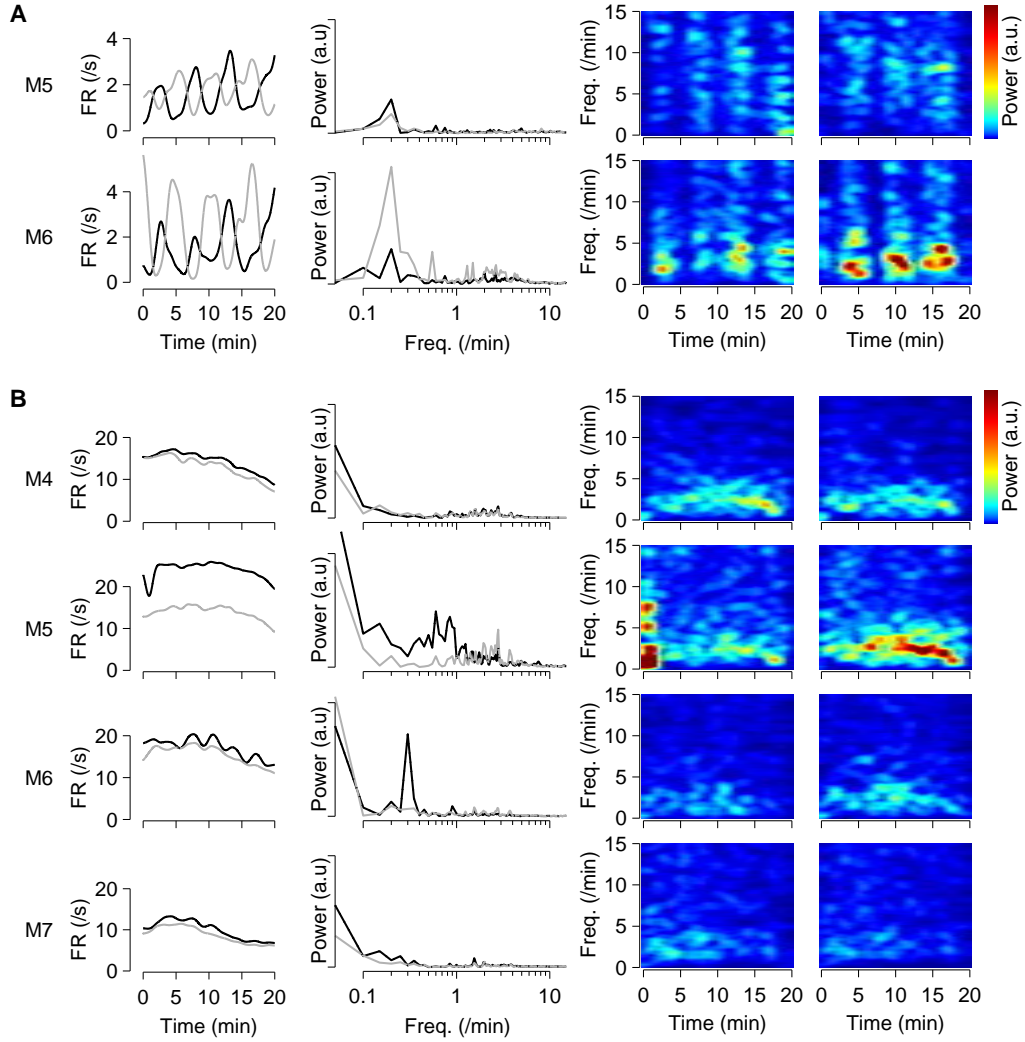 A
M5
FR (/s)
4
2
0
Power (a.u)
Freq. (/min)
15
10
5
0
Power (a.u.)
M6
FR (/s)
4
2
0
Power (a.u)
Freq. (/min)
15
10
5
0
0 5 10 15 20
0.1 1 10
0 5 10 15 20
0 5 10 15 20
Time (min)
Freq. (/min)
Time (min)
Time (min)
B
M4
FR (/s)
20
10
0
Power (a.u)
Freq. (/min)
15
10
5
0
Power (a.u.)
M5
FR (/s)
20
10
0
Power (a.u)
Freq. (/min)
15
10
5
0
M6
FR (/s)
20
10
0
Power (a.u)
Freq. (/min)
15
10
5
0
M7
FR (/s)
20
10
0
Power (a.u)
Freq. (/min)
15
10
5
0
0 5 10 15 20
0.1 1 10
0 5 10 15 20
0 5 10 15 20
Time (min)
Freq. (/min)
Time (min)
Time (min)